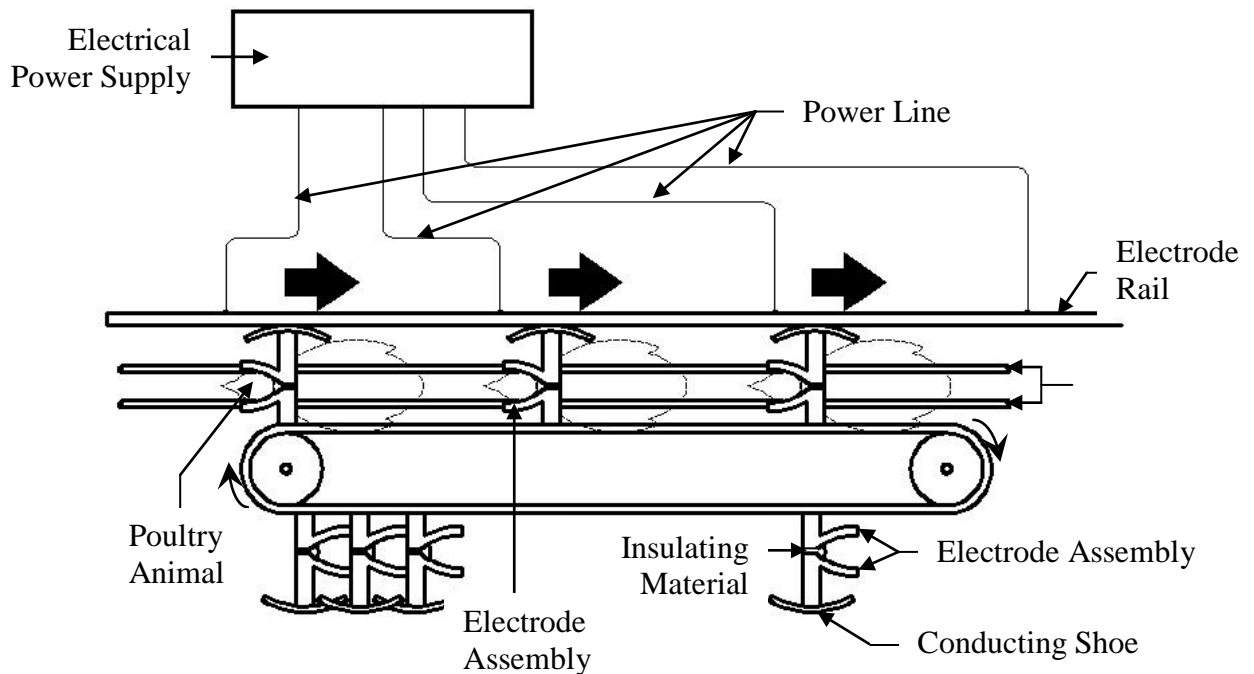 Electrical
Power Supply
Power Line
Electrode
Rail
Poultry
Animal
Electrode
Assembly
Insulating
Material
Electrode Assembly
Conducting Shoe